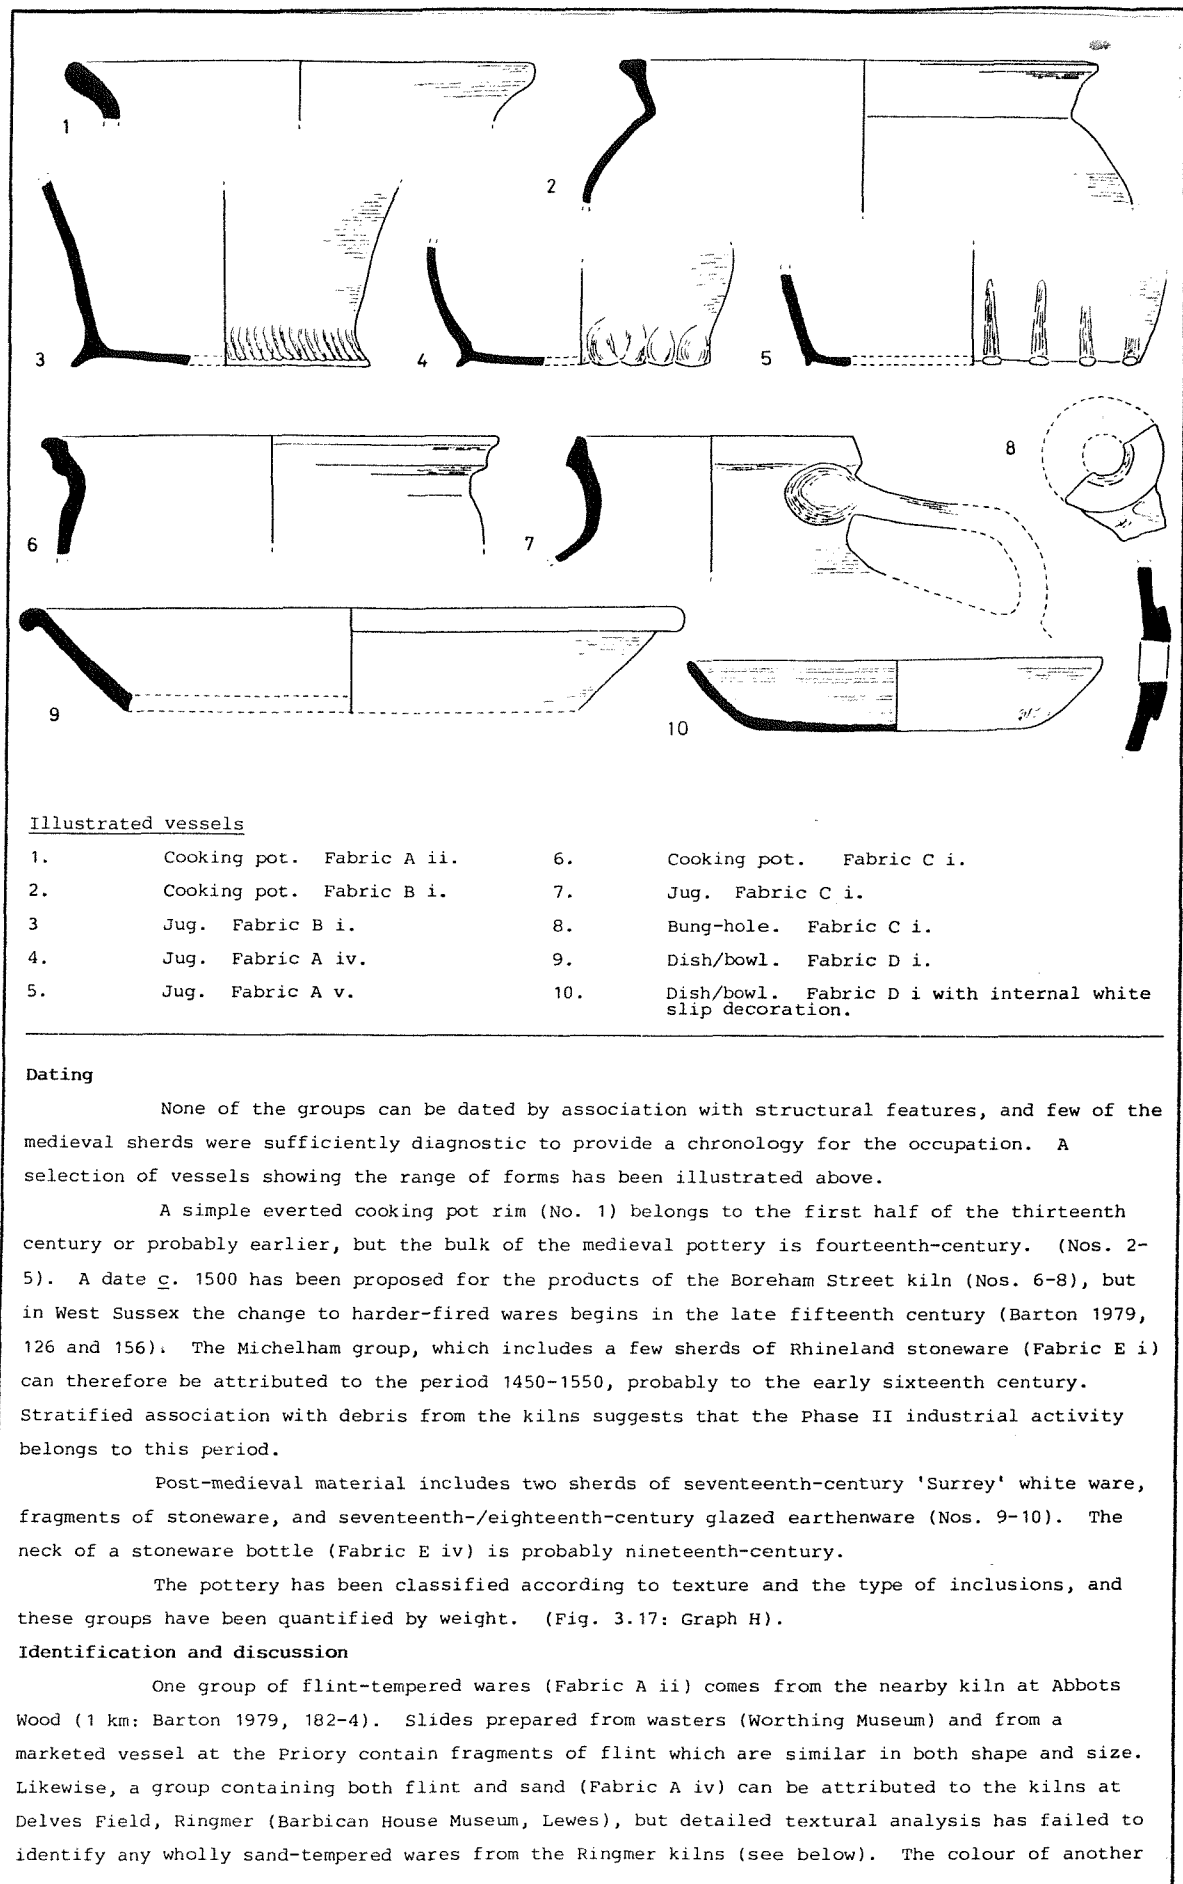 1
2
3
4
5
6
7
8
9
10
Illustrated vessels
1. Cooking pot. Fabric A ii.
2. Cooking pot. Fabric B i.
3 Jug. Fabric B i.
4. Jug. Fabric A iv.
5. Jug. Fabric A v.
6. Cooking pot. Fabric C i.
7. Jug. Fabric C i.
8. Bung-hole. Fabric C i.
9. Dish/bowl. Fabric D i.
10. Dish/bowl. Fabric D i with internal white
slip decoration.
Dating
None of the groups can be dated by association with structural features, and few of the
medieval sherds were sufficiently diagnostic to provide a chronology for the occupation. A
selection of vessels showing the range of forms has been illustrated above.
A simple everted cooking pot rim (No. 1) belongs to the first half of the thirteenth
century or probably earlier, but the bulk of the medieval pottery is fourteenth-century. (Nos. 2-
5). A date c. 1500 has been proposed for the products of the Boreham Street kiln (Nos. 6-8), but
in West Sussex the change to harder-fired wares begins in the late fifteenth century (Barton 1979,
126 and 156). The Michelham group, which includes a few sherds of Rhineland stoneware (Fabric E i)
can therefore be attributed to the period 1450-1550, probably to the early sixteenth century.
Stratified association with debris from the kilns suggests that the Phase II industrial activity
belongs to this period.
Post-medieval material includes two sherds of seventeenth-century 'Surrey' white ware,
fragments of stoneware, and seventeenth-/eighteenth-century glazed earthenware (Nos. 9-10). The
neck of a stoneware bottle (Fabric E iv) is probably nineteenth-century.
The pottery has been classified according to texture and the type of inclusions, and
these groups have been quantified by weight. (Fig. 3.17: Graph H).
Identification and discussion
One group of flint-tempered wares (Fabric A ii) comes from the nearby kiln at Abbots
Wood (1 km: Barton 1979, 182-4). Slides prepared from wasters (Worthing Museum) and from a
marketed vessel at the Priory contain fragments of flint which are similar in both shape and size.
Likewise, a group containing both flint and sand (Fabric A iv) can be attributed to the kilns at
Delves Field, Ringmer (Barbican House Museum, Lewes), but detailed textural analysis has failed to
identify any wholly sand-tempered wares from the Ringmer kilns (see below). The colour of another